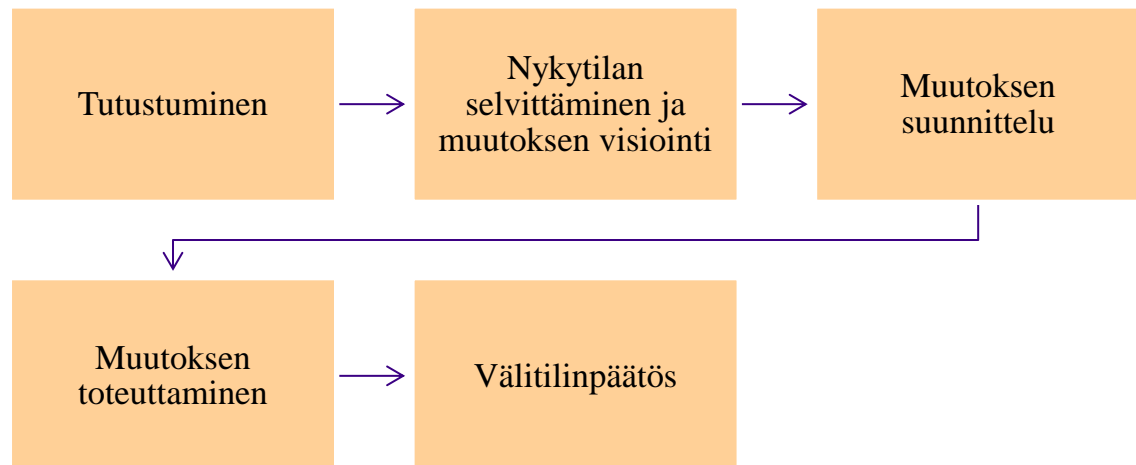 Tutustuminen
Nykytilan
selvittäminen ja
muutoksen visiointi
Muutoksen
suunnittelu
Muutoksen
toteuttaminen
Välitilinpäätös